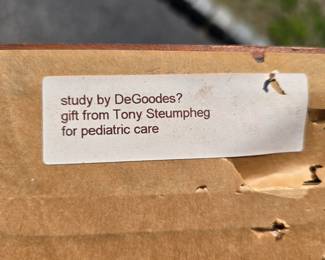 study by DeGoodes?
gift from Tony Steumpheg
for pediatric care